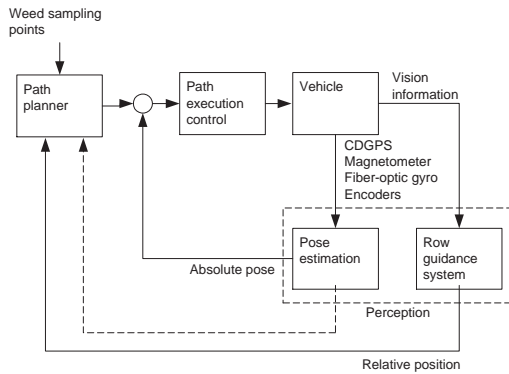 Weed sampling
points
Path
planner
Path
execution
control
Vehicle
Vision
information
CDGPS
Magnetometer
Fiber-optic gyro
Encoders
Pose
estimation
Row
guidance
system
Absolute pose
Perception
Relative position